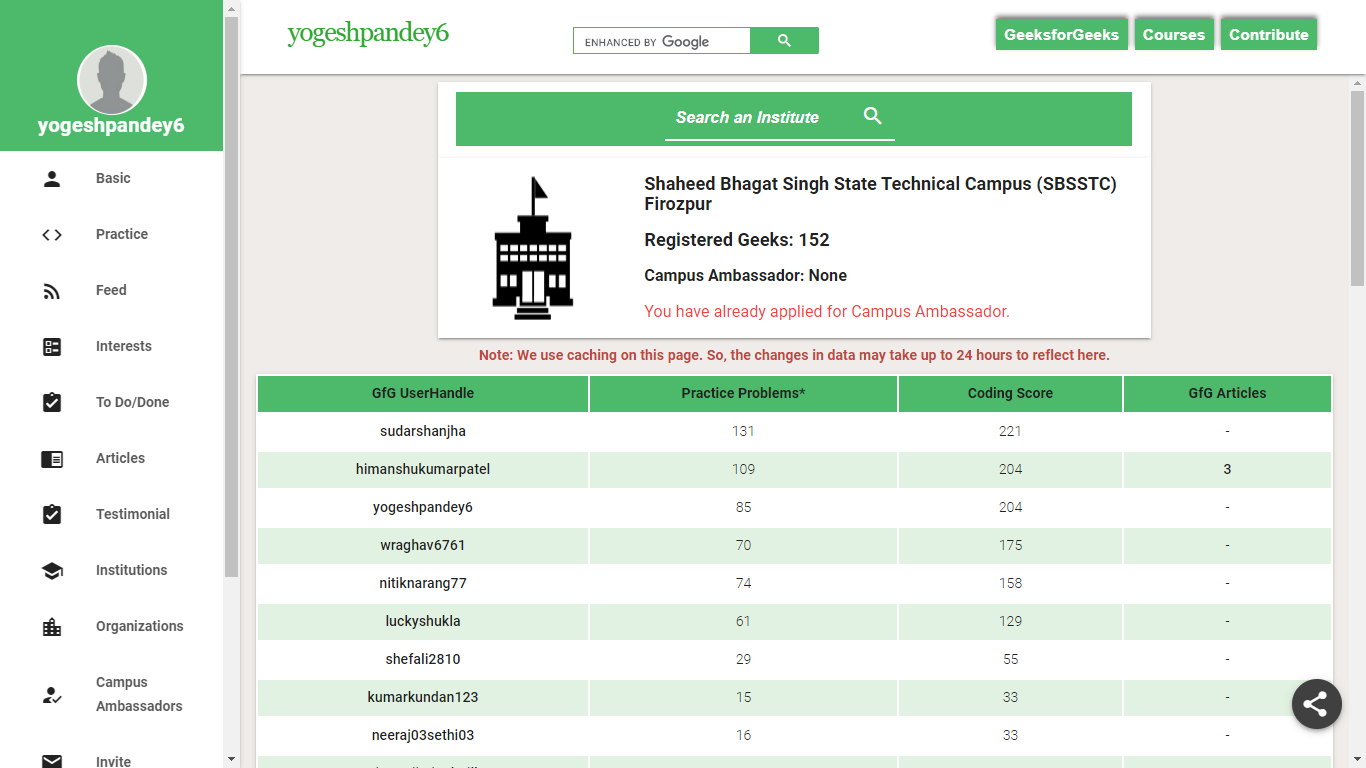 yogeshpandey6
Basic
Practice
Feed
Interests
To Do/Done
Articles
Testimonial
Institutions
Organizations
Campus
Ambassadors
Invite
yogeshpandey6
ENHANCED BY Google
GeeksforGeeks Courses Contribute
Search an Institute
Shaheed Bhagat Singh State Technical Campus (SBSSTC)
Firozpur
Registered Geeks: 152
Campus Ambassador: None
You have already applied for Campus Ambassador.
Note: We use caching on this page. So, the changes in data may take up to 24 hours to reflect here.
GfG UserHandle Practice Problems* Coding Score GfG Articles
sudarshanjha 131 221 -
himanshukumarpatel 109 204 3
yogeshpandey6 85 204 -
wraghav6761 70 175 -
nitiknarang77 74 158 -
luckyshukla 61 129 -
shefali2810 29 55 -
kumarkundan123 15 33 -
neeraj03sethi03 16 33 -